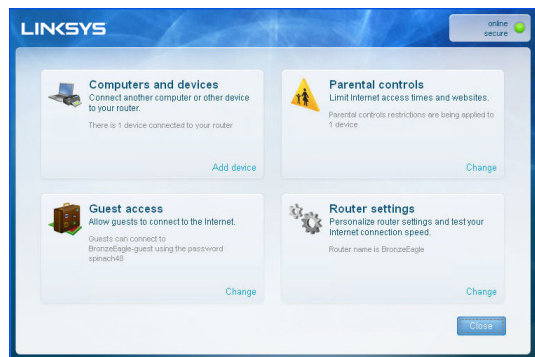 LINKSYS
online
secure
Computers and devices
Connect another computer or other device
to your router.
There is 1 device connected to your router
Add device
Parental controls
Limit Internet access times and websites.
Parental controls restrictions are being applied to
1 device
Change
Guest access
Allow guests to connect to the Internet.
Guests can connect to
BronzeEagle-guest using the password
spinach48.
Change
Router settings
Personalize router settings and test your
Internet connection speed.
Router name is BronzeEagle
Change
Close